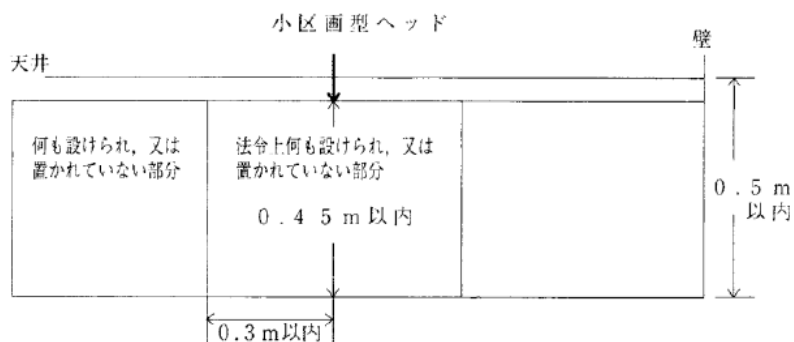 小区画型ヘッド
壁
天井
何も設けられ，又は
置かれていない部分
法令上何も設けられ，又は
置かれていない部分
０．４５ｍ以内
０．５ｍ
以内
0.3ｍ以内